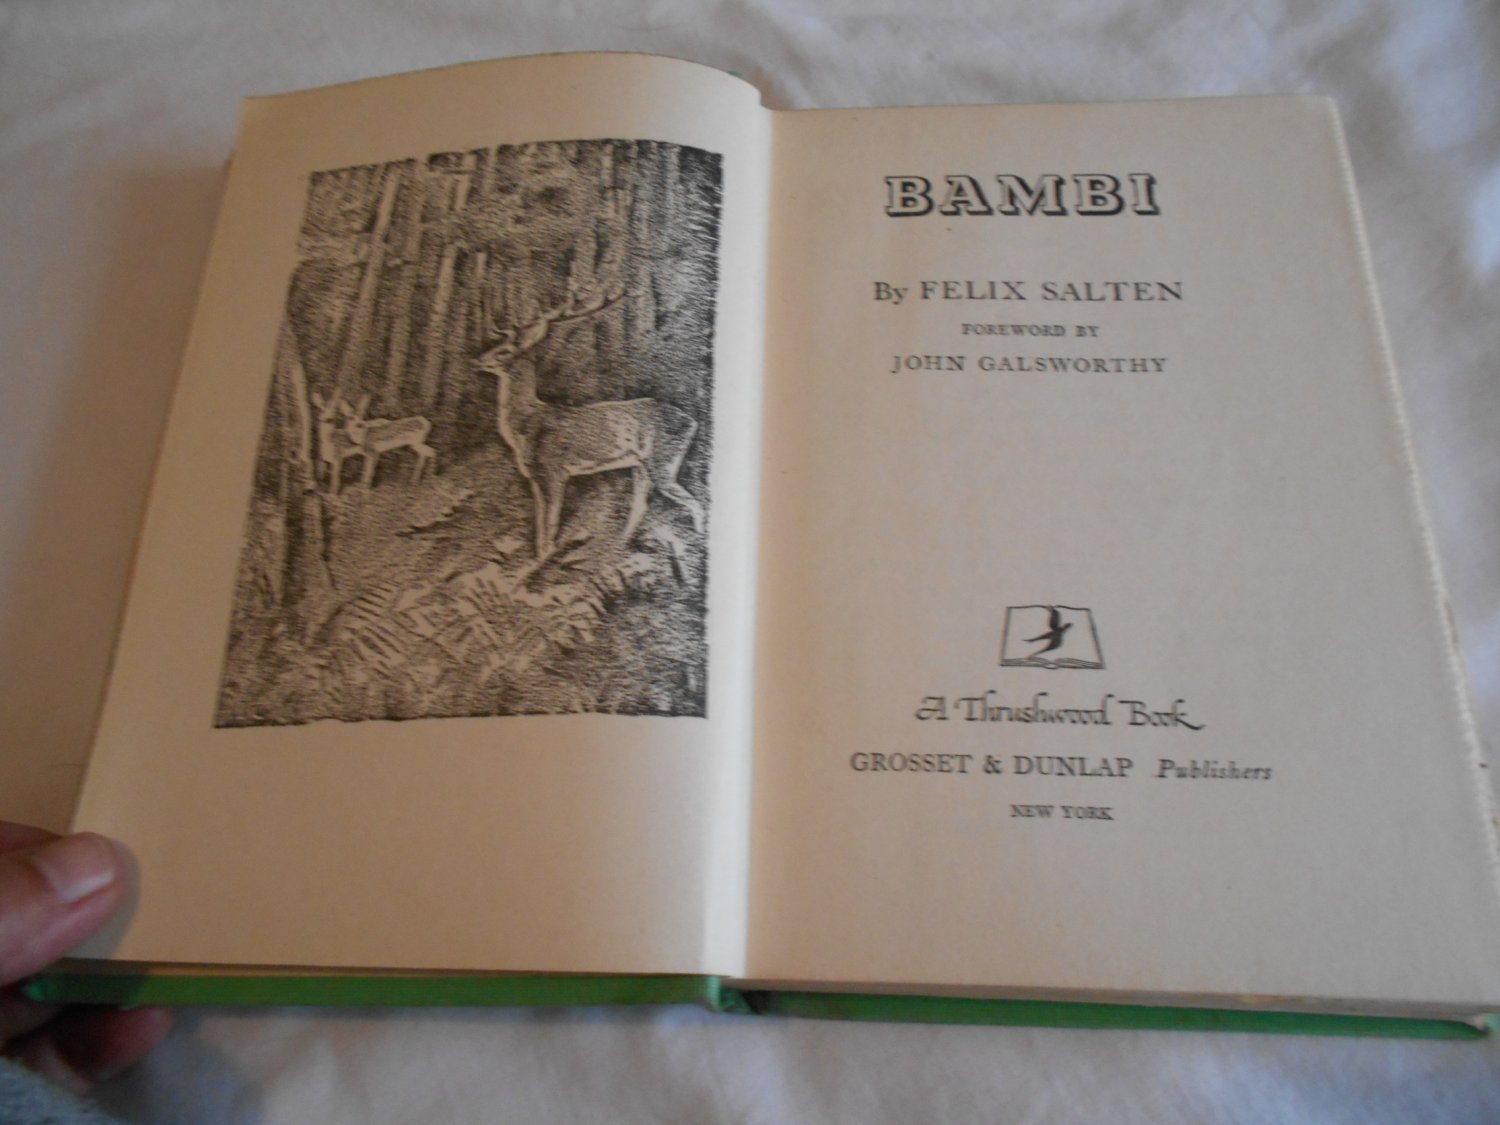 BAMBI
By FELIX SALTEN
FOREWORD BY
JOHN GALSWORTHY
A Thrushwood Book
GROSSET & DUNLAP Publishers
NEW YORK